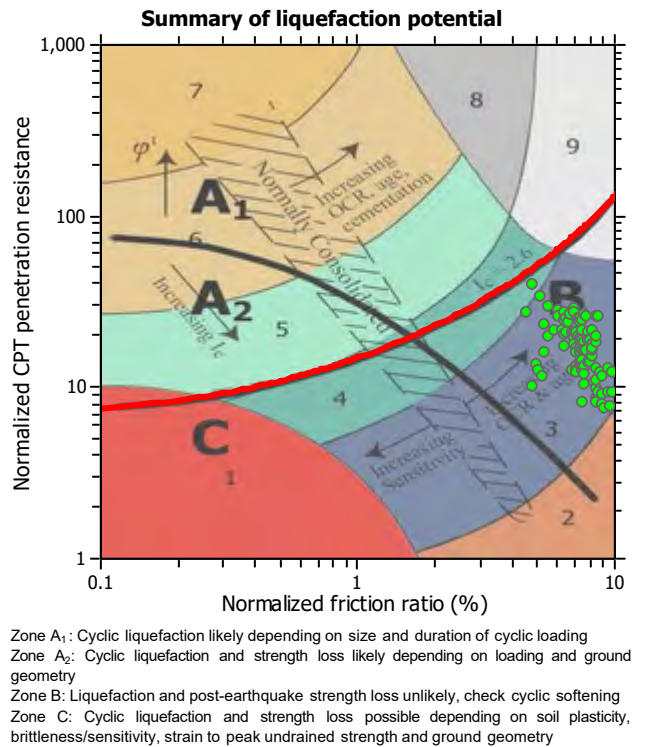 Summary of liquefaction potential
1,000
100
10
1
Normalized CPT penetration resistance
7
8
9
φ'
A1
Increasing
OCR, age,
cementation
Normally Consolidated
6
A2
Increasing Ic
5
Ic = 2.6
B
4
C
1
Increasing
OCR & age
3
Increasing
Sensitivity
2
0.1
1
10
Normalized friction ratio (%)
Zone A1: Cyclic liquefaction likely depending on size and duration of cyclic loading
Zone A2: Cyclic liquefaction and strength loss likely depending on loading and ground
geometry
Zone B: Liquefaction and post-earthquake strength loss unlikely, check cyclic softening
Zone C: Cyclic liquefaction and strength loss possible depending on soil plasticity,
brittleness/sensitivity, strain to peak undrained strength and ground geometry